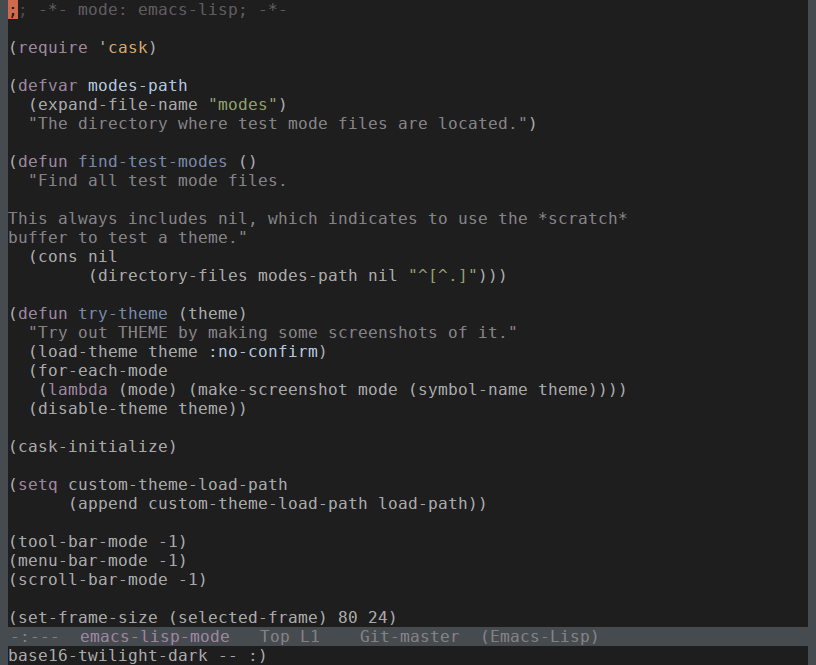 ;; -*- mode: emacs-lisp; -*-

(require 'cask)

(defvar modes-path
  (expand-file-name "modes")
  "The directory where test mode files are located.")

(defun find-test-modes ()
  "Find all test mode files.

This always includes nil, which indicates to use the *scratch*
buffer to test a theme."
  (cons nil
        (directory-files modes-path nil "^[^.]")))

(defun try-theme (theme)
  "Try out THEME by making some screenshots of it."
  (load-theme theme :no-confirm)
  (for-each-mode
   (lambda (mode) (make-screenshot mode (symbol-name theme))))
  (disable-theme theme))

(cask-initialize)

(setq custom-theme-load-path
      (append custom-theme-load-path load-path))

(tool-bar-mode -1)
(menu-bar-mode -1)
(scroll-bar-mode -1)

(set-frame-size (selected-frame) 80 24)
-:---  emacs-lisp-mode   Top L1    Git-master  (Emacs-Lisp)
base16-twilight-dark -- :)